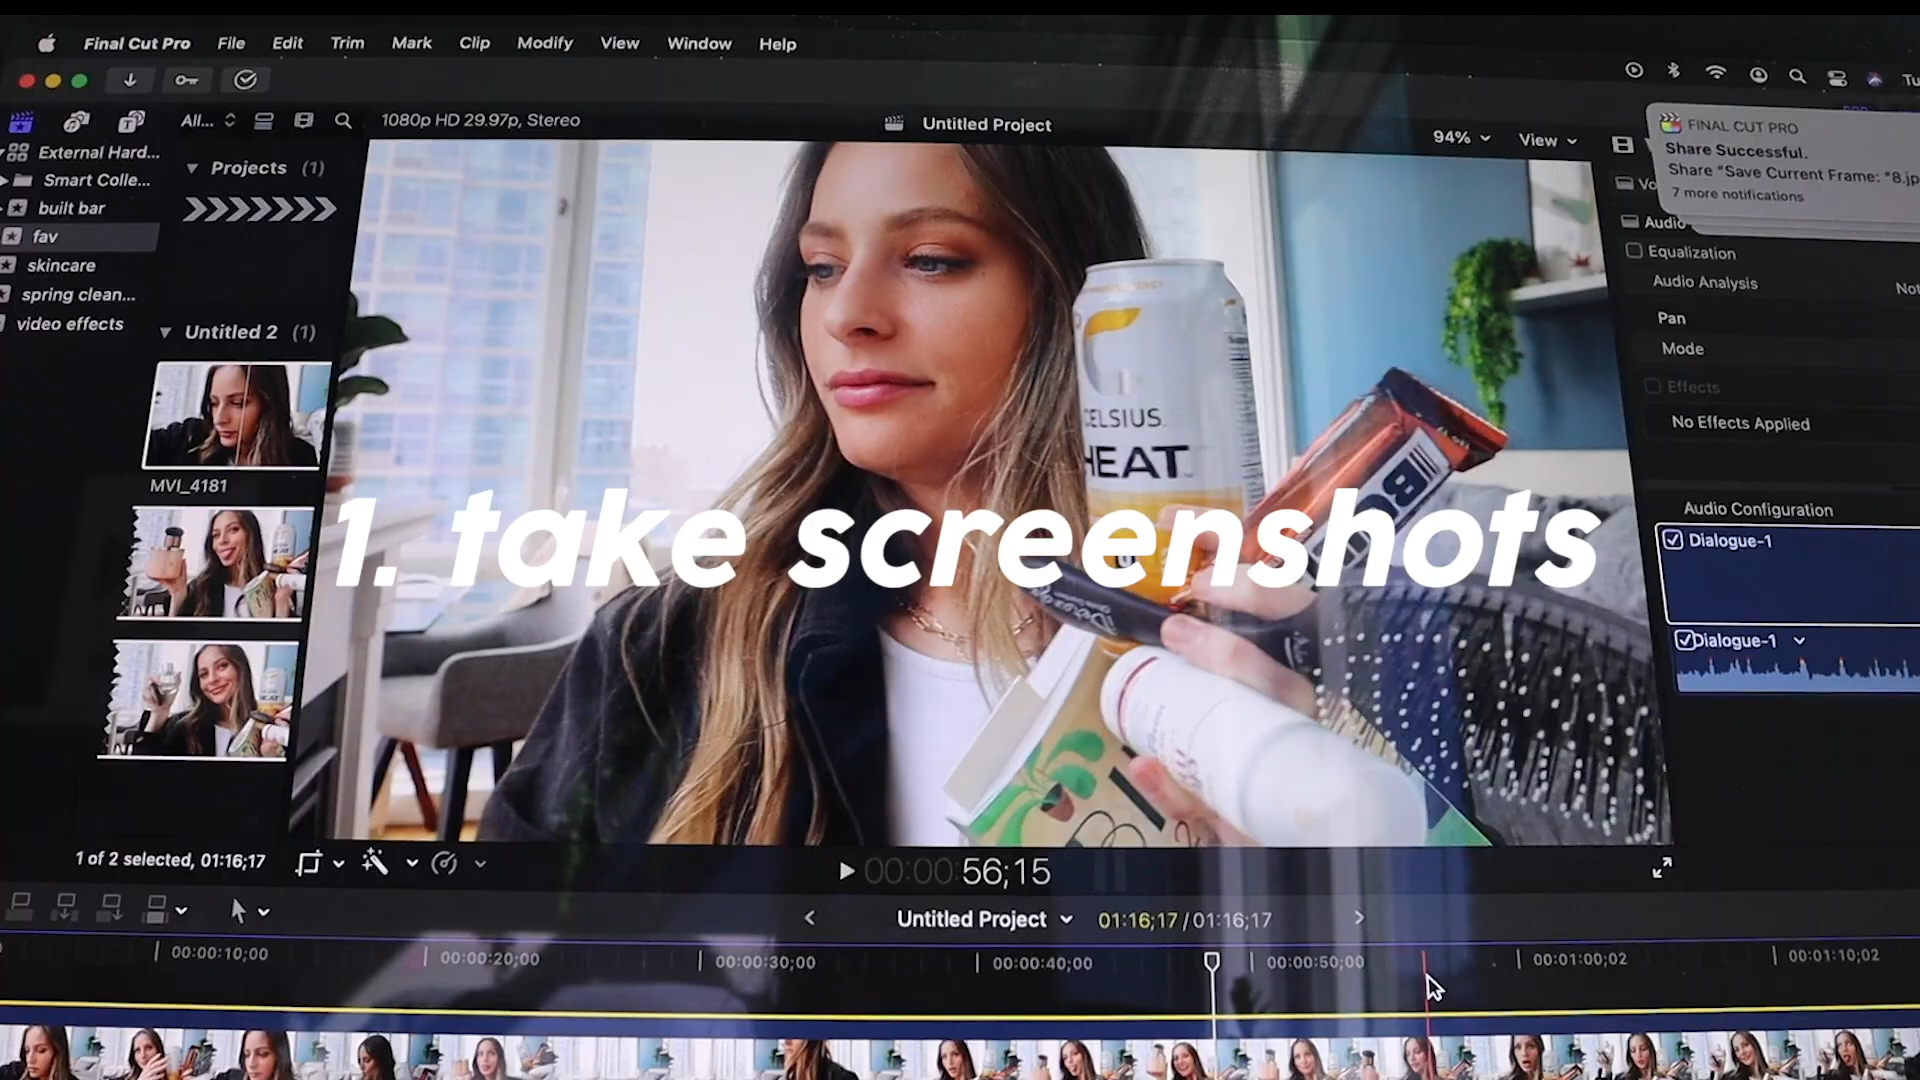 Final Cut Pro File Edit Trim Mark Clip Modify View Window Help
Tu
All...
1080p HD 29.97p, Stereo
Untitled Project
94%
View
FINAL CUT PRO
Share Successful.
Share "Save Current Frame: "8.jp
7 more notifications
External Hard...
Smart Colle...
built bar
fav
skincare
spring clean...
video effects
Projects (1)
Untitled 2 (1)
MVI_4181
CELSIUS.
HEAT
1. take screenshots
Vo
Audio
Equalization
Audio Analysis
Not
Pan
Mode
Effects
No Effects Applied
Audio Configuration
Dialogue-1
Dialogue-1
1 of 2 selected, 01:16;17
00:00:56;15
Untitled Project
01:16;17 / 01:16;17
00:00:10;00
00:00:20;00
00:00:30;00
00:00:40;00
00:00:50;00
00:01:00;02
00:01:10;02